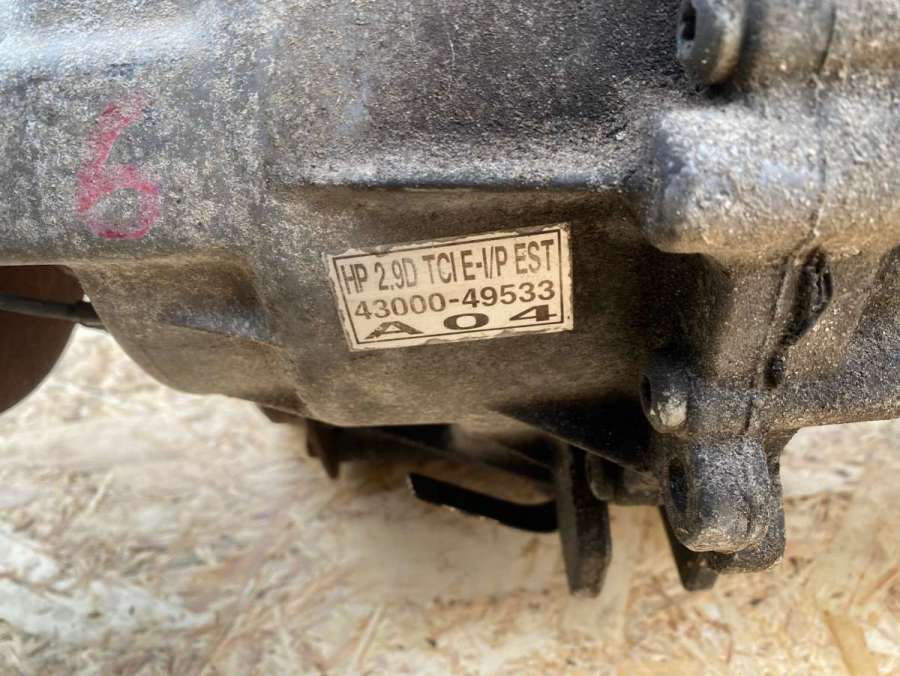 6
HP 2.9D TCI E-I/P EST
43000-49533
A04